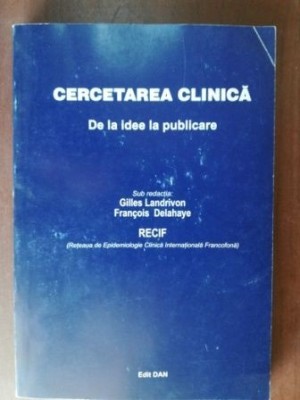 CERCETAREA CLINICĂ
De la idee la publicare
Sub redacția:
Gilles Landrivon
François Delahaye
RECIF
(Rețeaua de Epidemiologie Clinică Internațională Francofonă)
Edit DAN